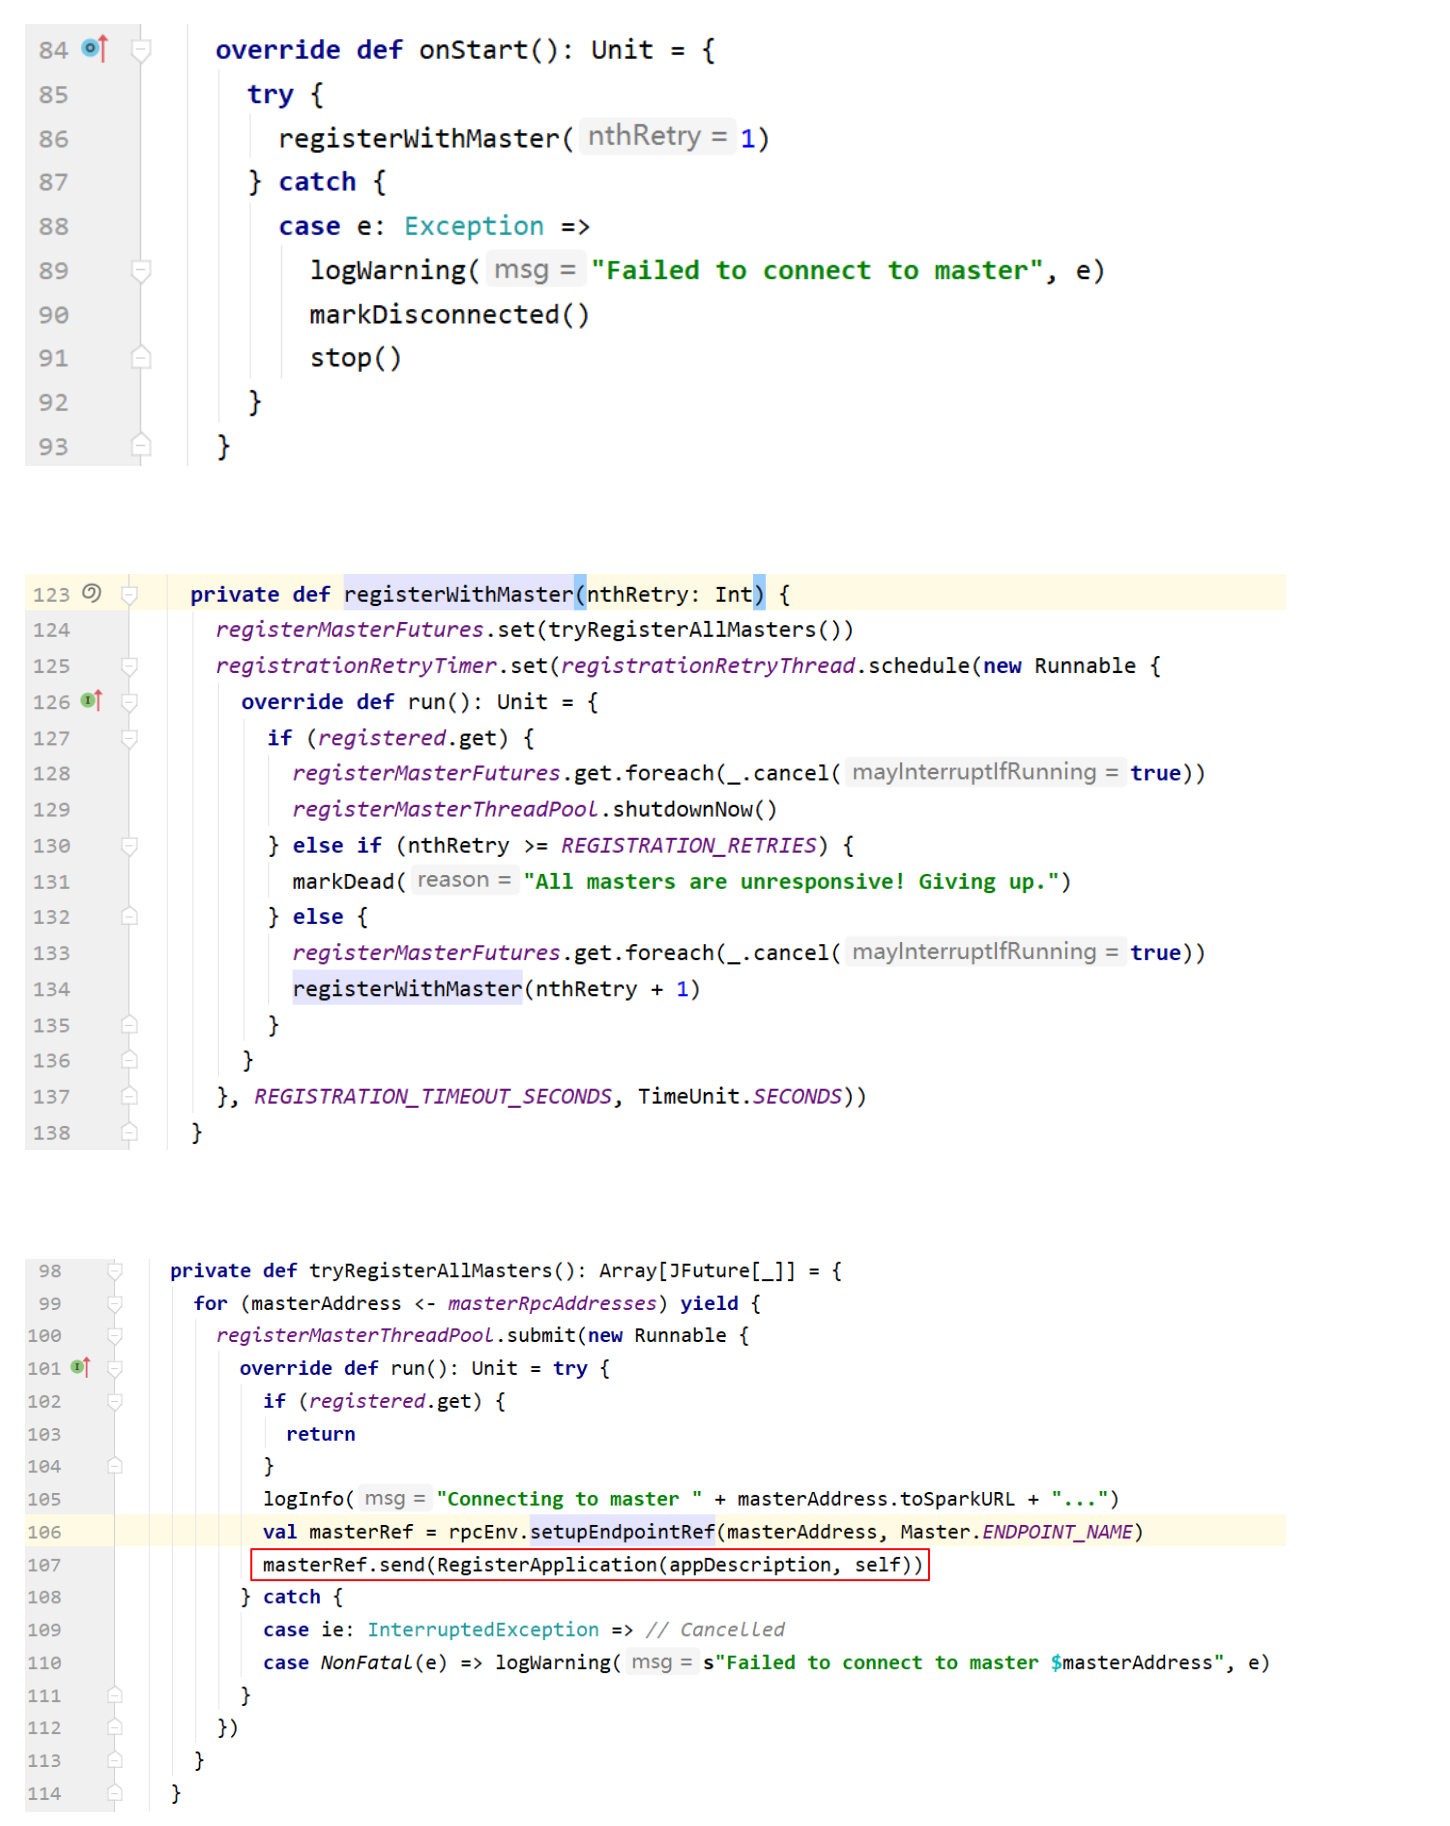 84 override def onStart(): Unit = {
85 try {
86 registerWithMaster( nthRetry = 1)
87 } catch {
88 case e: Exception =>
89 logWarning( msg = "Failed to connect to master", e)
90 markDisconnected()
91 stop()
92 }
93 }
123 private def registerWithMaster(nthRetry: Int) {
124 registerMasterFutures.set(tryRegisterAllMasters())
125 registrationRetryTimer.set(registrationRetryThread.schedule(new Runnable {
126 override def run(): Unit = {
127 if (registered.get) {
128 registerMasterFutures.get.foreach(_.cancel( mayInterruptIfRunning = true))
129 registerMasterThreadPool.shutdownNow()
130 } else if (nthRetry >= REGISTRATION_RETRIES) {
131 markDead( reason = "All masters are unresponsive! Giving up.")
132 } else {
133 registerMasterFutures.get.foreach(_.cancel( mayInterruptIfRunning = true))
134 registerWithMaster(nthRetry + 1)
135 }
136 }
137 }, REGISTRATION_TIMEOUT_SECONDS, TimeUnit.SECONDS))
138 }
98 private def tryRegisterAllMasters(): Array[JFuture[_]] = {
99 for (masterAddress <- masterRpcAddresses) yield {
100 registerMasterThreadPool.submit(new Runnable {
101 override def run(): Unit = try {
102 if (registered.get) {
103 return
104 }
105 logInfo( msg = "Connecting to master " + masterAddress.toSparkURL + "...")
106 val masterRef = rpcEnv.setupEndpointRef(masterAddress, Master.ENDPOINT_NAME)
107 masterRef.send(RegisterApplication(appDescription, self))
108 } catch {
109 case ie: InterruptedException => // Cancelled
110 case NonFatal(e) => logWarning( msg = s"Failed to connect to master $masterAddress", e)
111 }
112 })
113 }
114 }